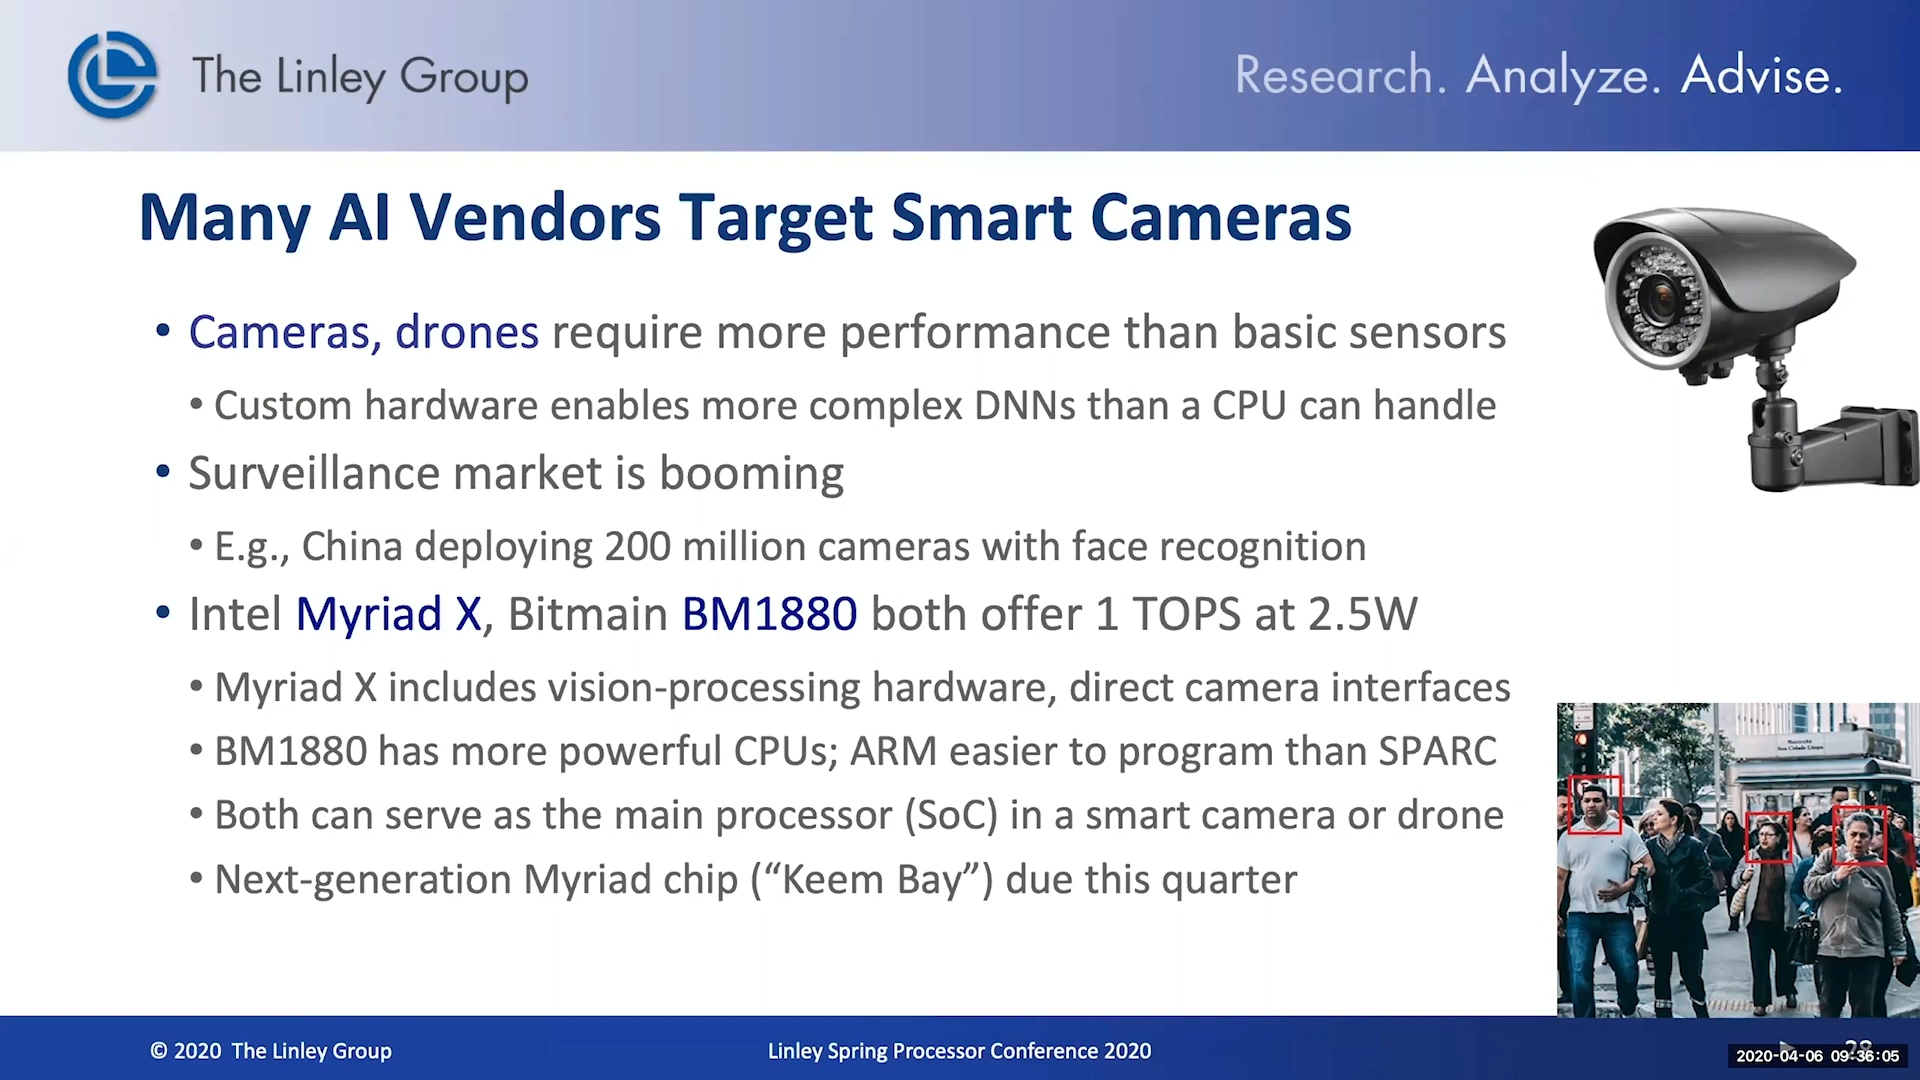 The Linley Group
Research. Analyze. Advise.
Many AI Vendors Target Smart Cameras
• Cameras, drones require more performance than basic sensors
• Custom hardware enables more complex DNNs than a CPU can handle
• Surveillance market is booming
• E.g., China deploying 200 million cameras with face recognition
• Intel Myriad X, Bitmain BM1880 both offer 1 TOPS at 2.5W
• Myriad X includes vision-processing hardware, direct camera interfaces
• BM1880 has more powerful CPUs; ARM easier to program than SPARC
• Both can serve as the main processor (SoC) in a smart camera or drone
• Next-generation Myriad chip (“Keem Bay”) due this quarter
© 2020 The Linley Group
Linley Spring Processor Conference 2020
28
2020-04-06 09:36:05